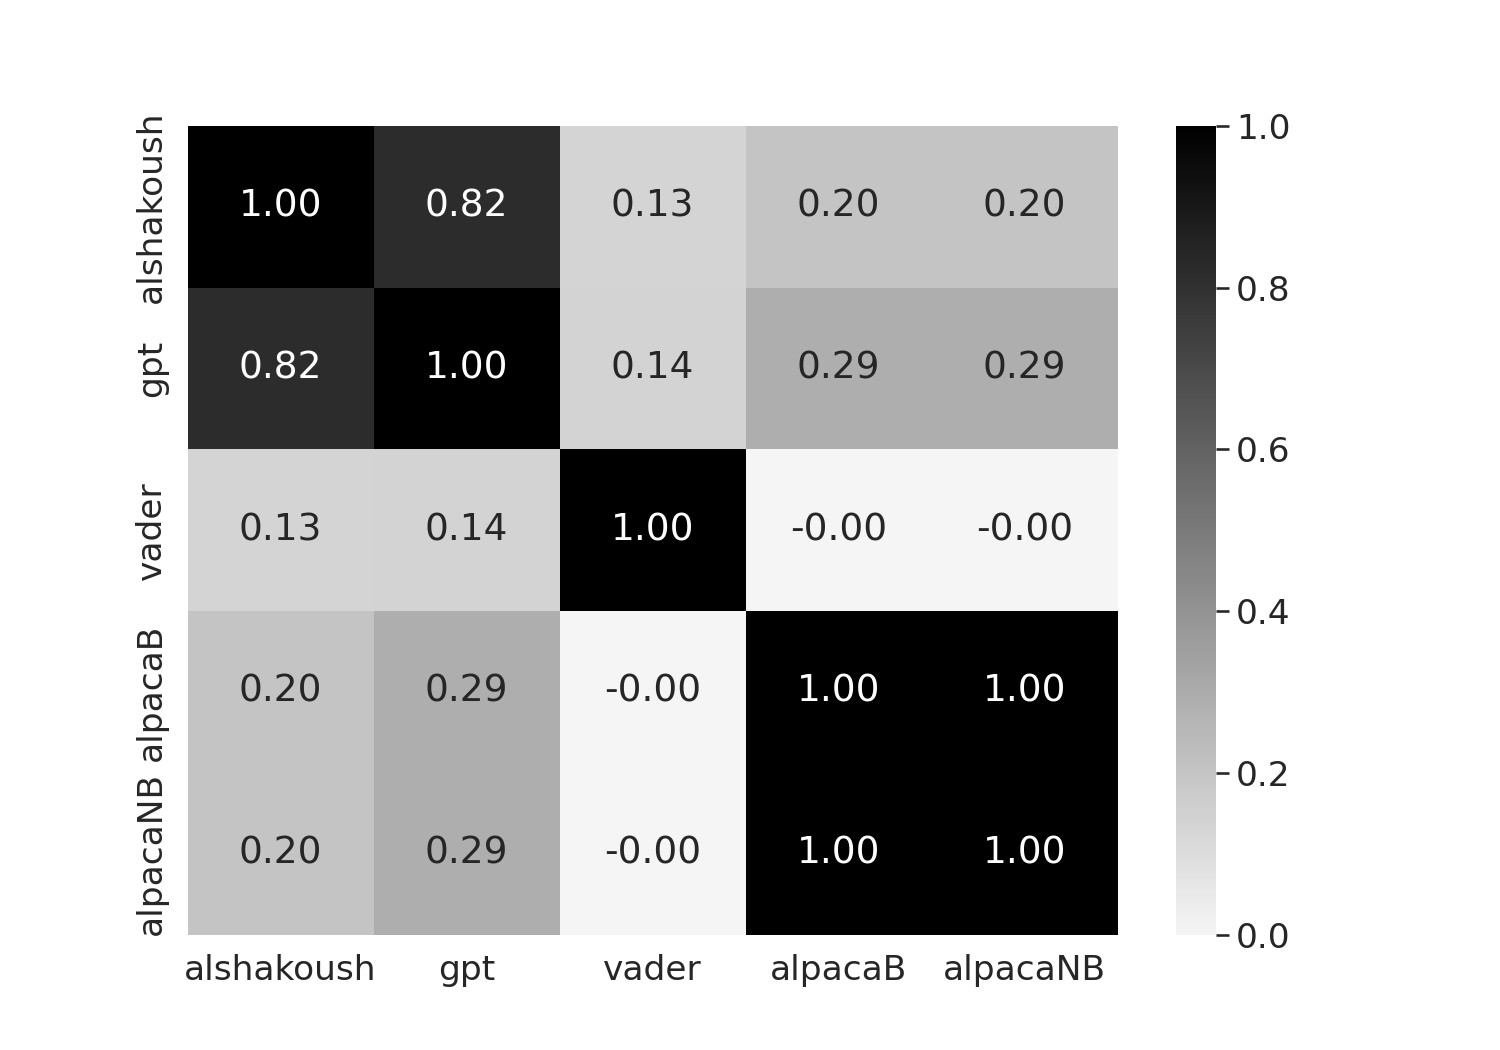 alshakoush 1.00 0.82 0.13 0.20 0.20
gpt 0.82 1.00 0.14 0.29 0.29
vader 0.13 0.14 1.00 -0.00 -0.00
alpacaB 0.20 0.29 -0.00 1.00 1.00
alpacaNB 0.20 0.29 -0.00 1.00 1.00
alshakoush gpt vader alpacaB alpacaNB
1.0
0.8
0.6
0.4
0.2
0.0